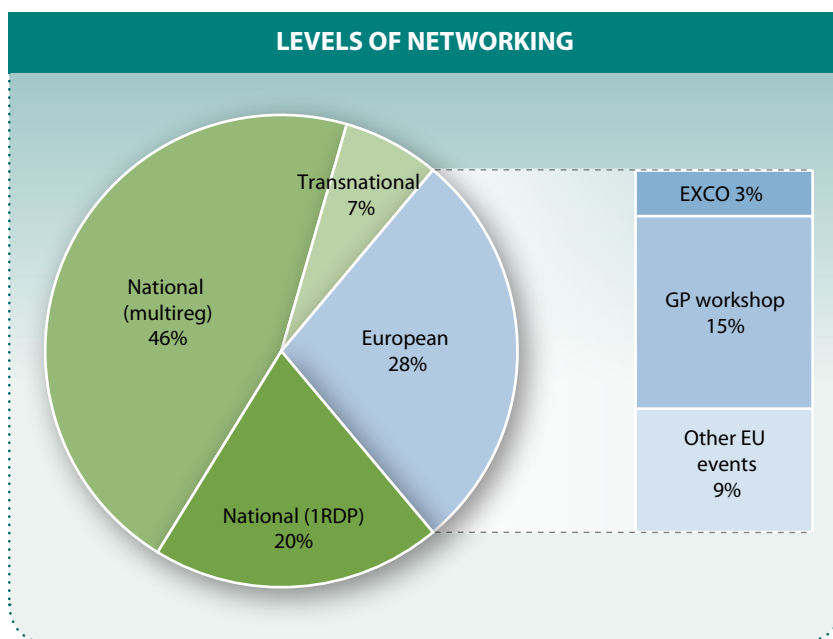 LEVELS OF NETWORKING
Transnational
7%
National
(multireg)
46%
European
28%
National (1RDP)
20%
EXCO 3%
GP workshop
15%
Other EU
events
9%